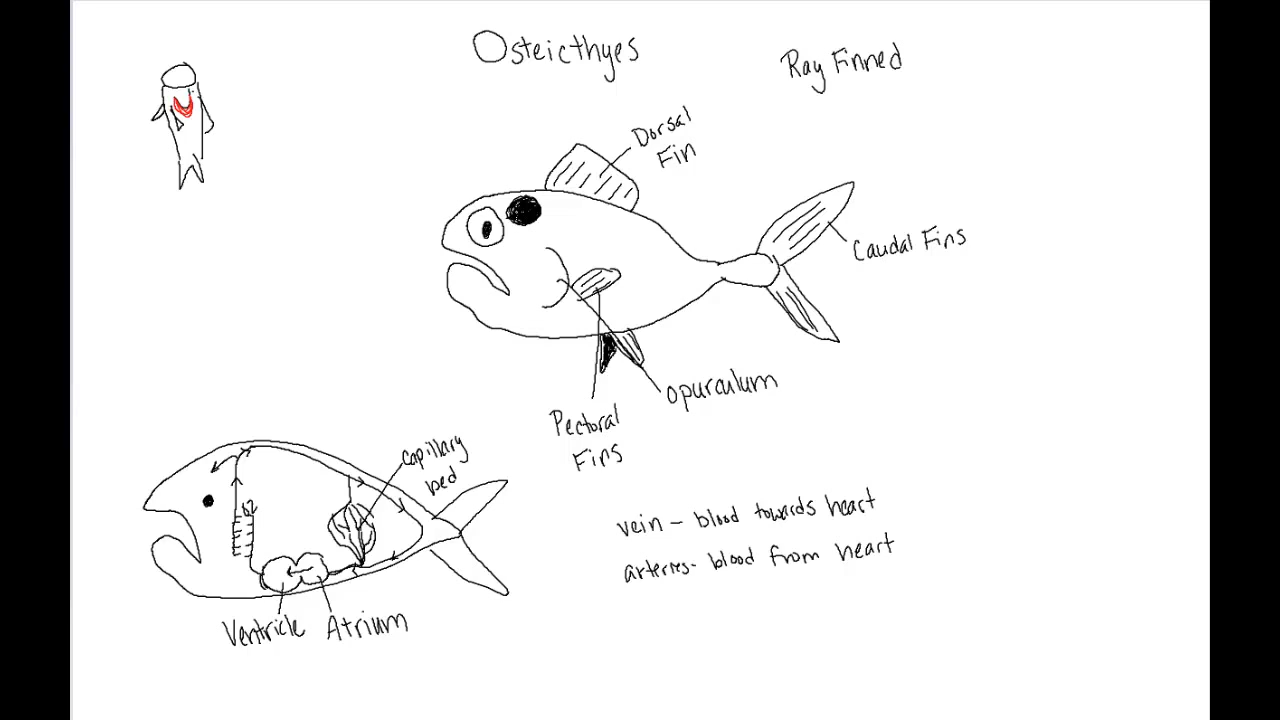 Osteicthyes
Ray Finned
Dorsal
Fin
Caudal Fins
opurculum
Pectoral
Fins
capillary
bed
O2
Ventricle
Atrium
vein - blood towards heart
arteries- blood from heart